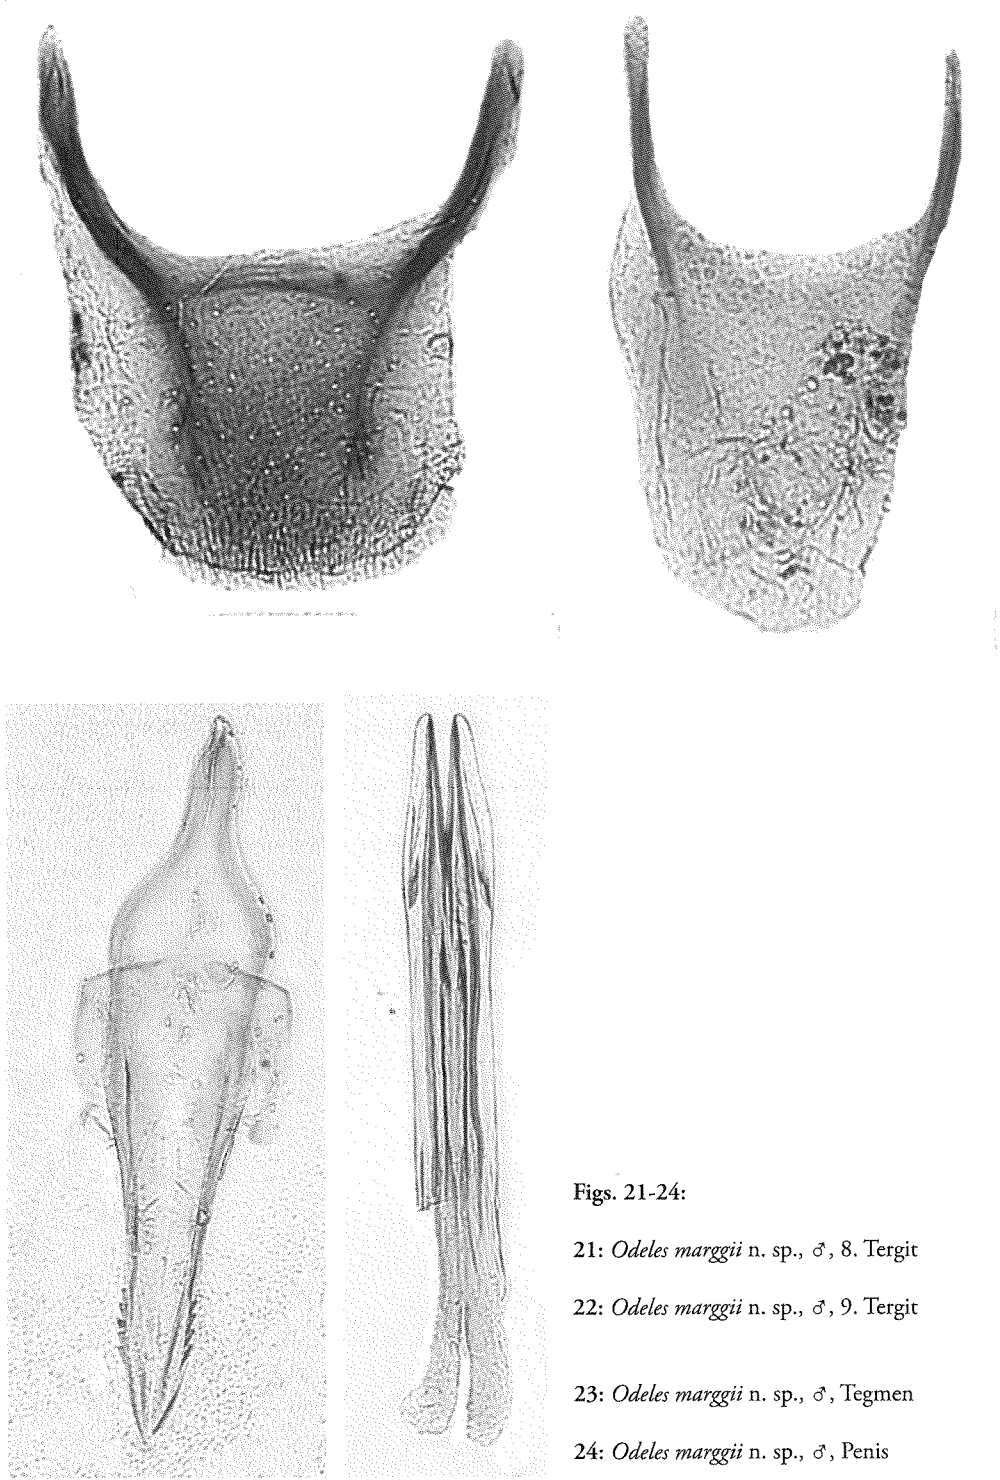 Figs. 21-24:
21: Odeles marggii n. sp., ♂, 8. Tergit
22: Odeles marggii n. sp., ♂, 9. Tergit
23: Odeles marggii n. sp., ♂, Tegmen
24: Odeles marggii n. sp., ♂, Penis